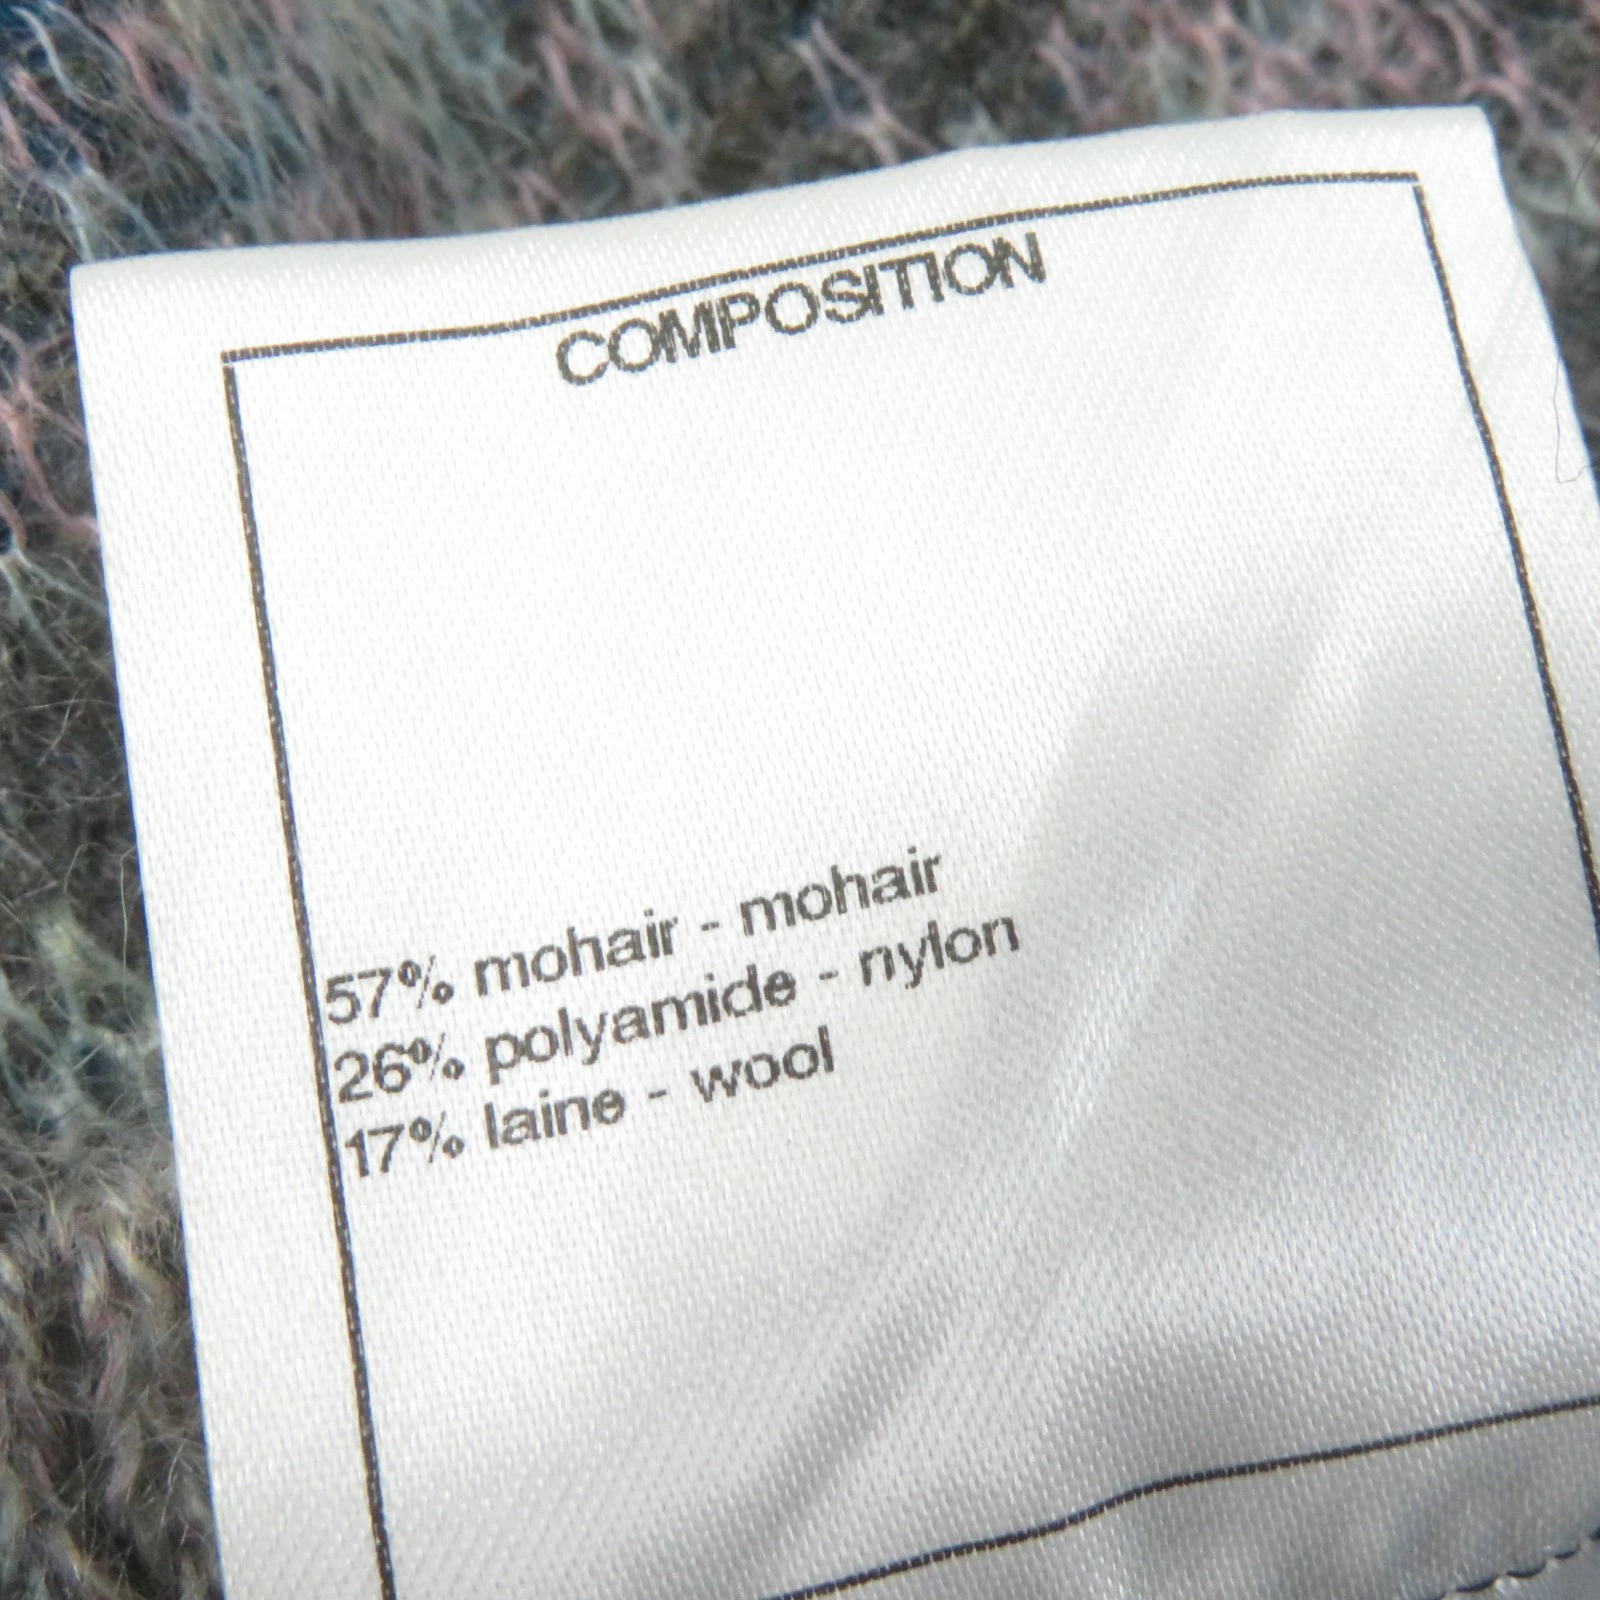 COMPOSITION
57% mohair - mohair
26% polyamide - nylon
17% laine - wool